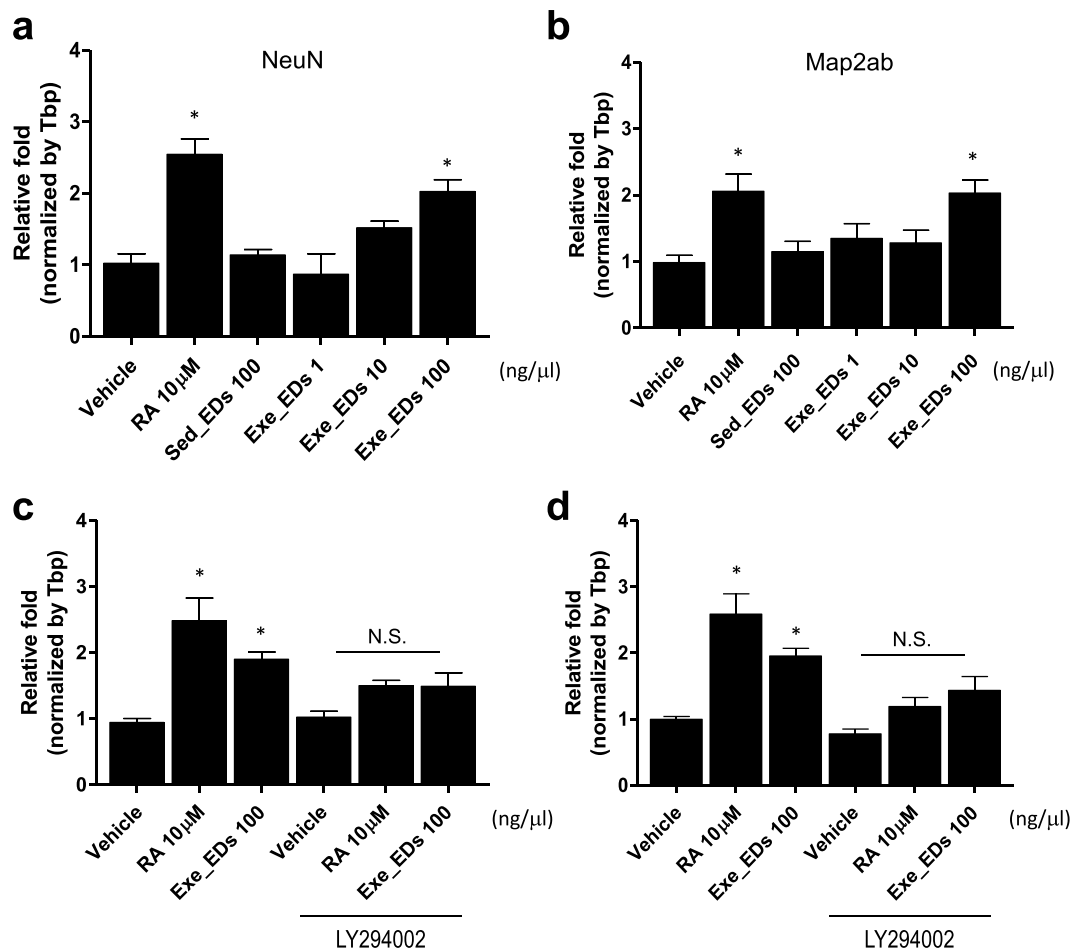 a
NeuN
Relative fold
(normalized by Tbp)
4
3
2
1
0
*
*
Vehicle
RA 10μM
Sed_EDs 100
Exe_EDs 1
Exe_EDs 10
Exe_EDs 100
(ng/μl)
b
Map2ab
Relative fold
(normalized by Tbp)
4
3
2
1
0
*
*
Vehicle
RA 10μM
Sed_EDs 100
Exe_EDs 1
Exe_EDs 10
Exe_EDs 100
(ng/μl)
c
Relative fold
(normalized by Tbp)
4
3
2
1
0
*
*
N.S.
Vehicle
RA 10μM
Exe_EDs 100
Vehicle
RA 10μM
Exe_EDs 100
(ng/μl)
LY294002
d
Relative fold
(normalized by Tbp)
4
3
2
1
0
*
*
N.S.
Vehicle
RA 10μM
Exe_EDs 100
Vehicle
RA 10μM
Exe_EDs 100
(ng/μl)
LY294002